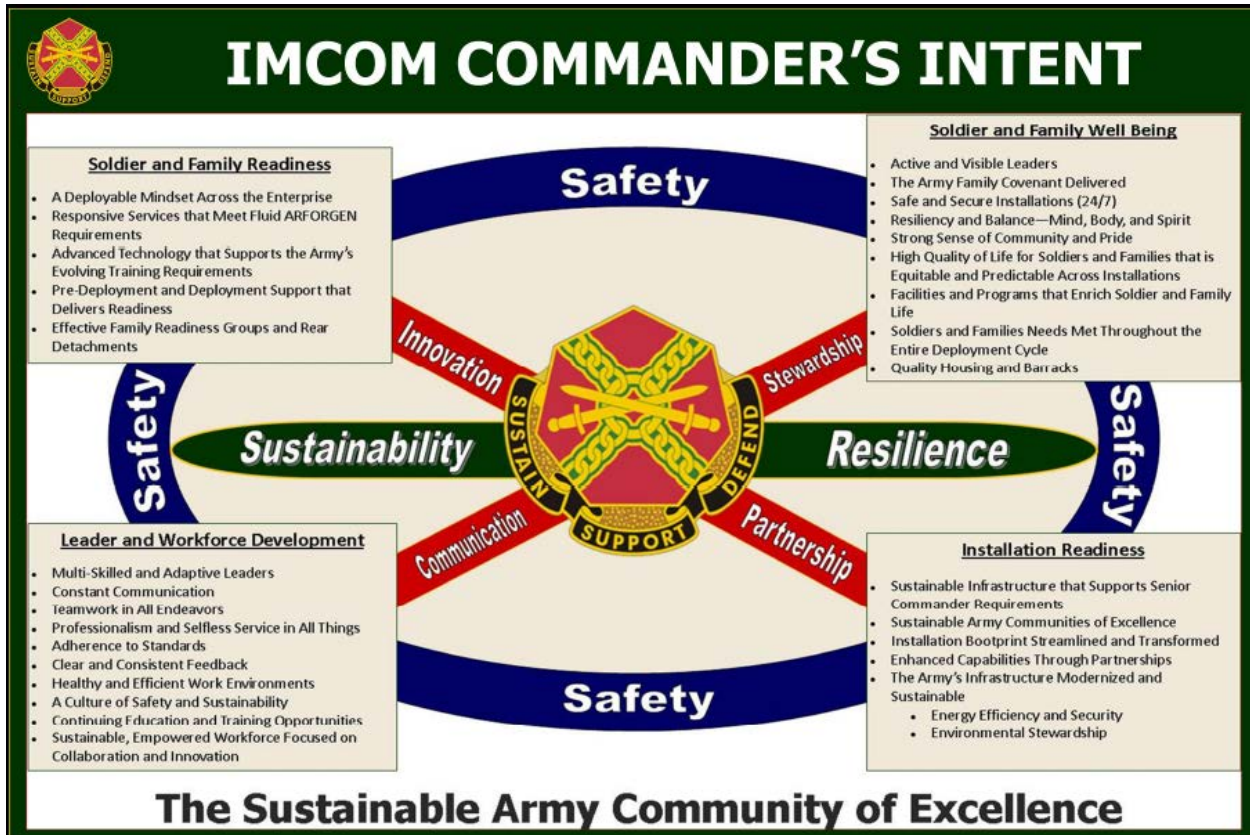 IMCOM COMMANDER'S INTENT
SUSTAIN
SUPPORT
DEFEND
Soldier and Family Readiness
• A Deployable Mindset Across the Enterprise
• Responsive Services that Meet Fluid ARFORGEN
Requirements
• Advanced Technology that Supports the Army's
Evolving Training Requirements
• Pre-Deployment and Deployment Support that
Delivers Readiness
• Effective Family Readiness Groups and Rear
Detachments
Safety
Soldier and Family Well Being
• Active and Visible Leaders
• The Army Family Covenant Delivered
• Safe and Secure Installations (24/7)
• Resiliency and Balance—Mind, Body, and Spirit
• Strong Sense of Community and Pride
• High Quality of Life for Soldiers and Families that is
Equitable and Predictable Across Installations
• Facilities and Programs that Enrich Soldier and Family
Life
• Soldiers and Families Needs Met Throughout the
Entire Deployment Cycle
• Quality Housing and Barracks
Innovation
Stewardship
Safety
Sustainability
SUSTAIN
SUPPORT
DEFEND
Resilience
Safety
Communication
Partnership
Leader and Workforce Development
• Multi-Skilled and Adaptive Leaders
• Constant Communication
• Teamwork in All Endeavors
• Professionalism and Selfless Service in All Things
• Adherence to Standards
• Clear and Consistent Feedback
• Healthy and Efficient Work Environments
• A Culture of Safety and Sustainability
• Continuing Education and Training Opportunities
• Sustainable, Empowered Workforce Focused on
Collaboration and Innovation
Safety
Installation Readiness
• Sustainable Infrastructure that Supports Senior
Commander Requirements
• Sustainable Army Communities of Excellence
• Installation Bootprint Streamlined and Transformed
• Enhanced Capabilities Through Partnerships
• The Army's Infrastructure Modernized and
Sustainable
• Energy Efficiency and Security
• Environmental Stewardship
The Sustainable Army Community of Excellence